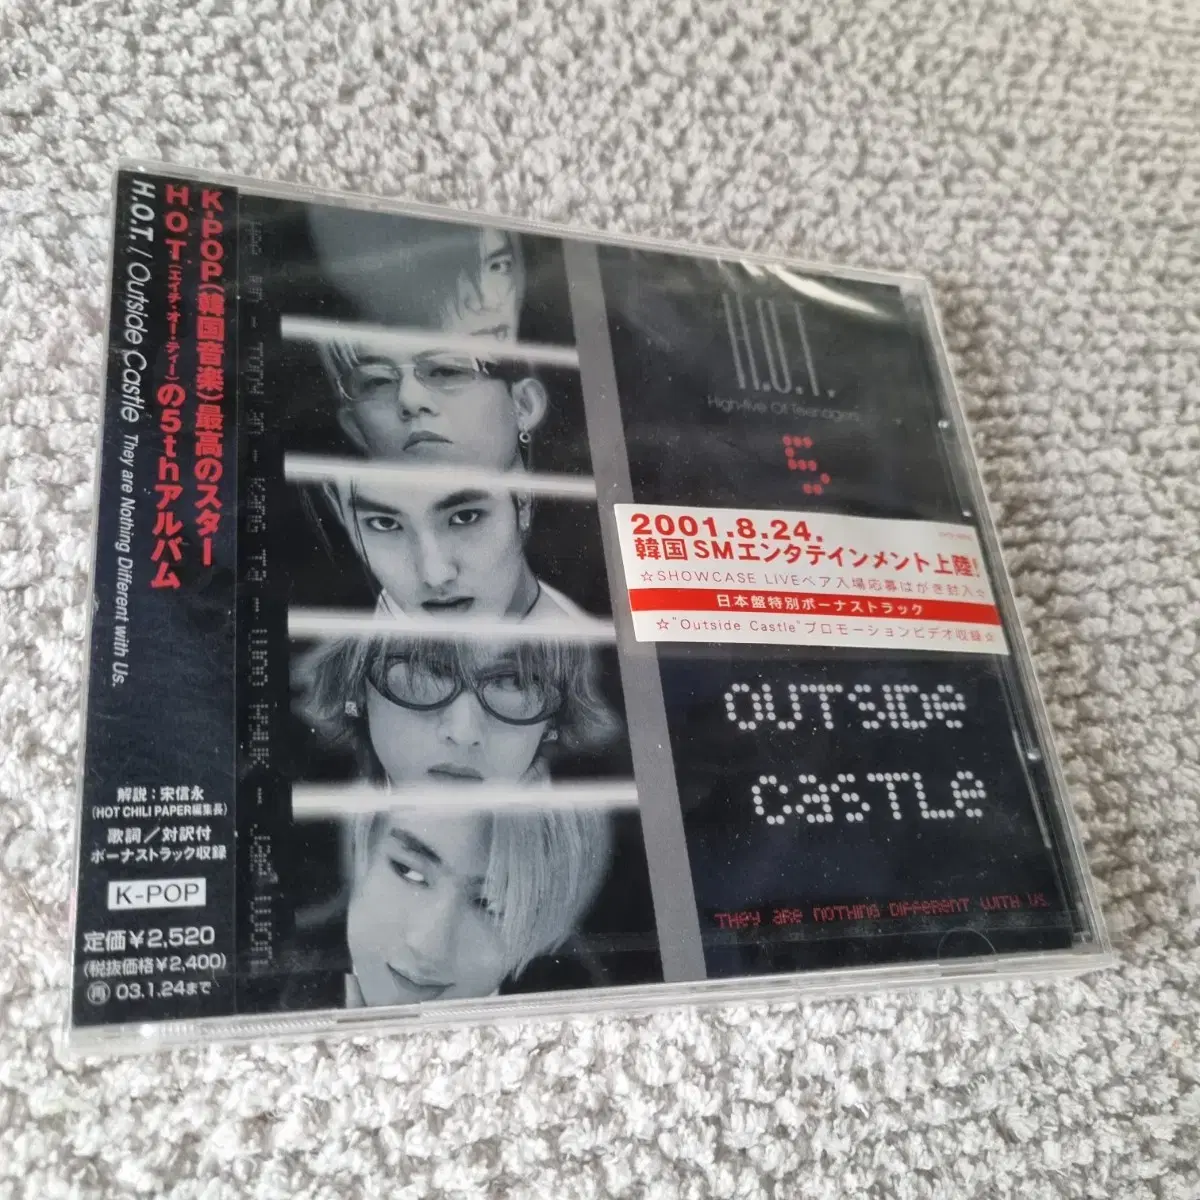 K-POP(韓国音楽)最高のスター
H O T(エイチ・オー・ティー)の5thアルバム
H.O.T. / Outside Castle They are Nothing Different with Us.
解説：宋信永
(HOT CHILI PAPER編集長)
歌詞／対訳付
ボーナストラック収録
K-POP
定価￥2,520
(税抜価格￥2,400)
再 03.1.24まで
H.O.T.
High-five Of Teenagers
5
2001.8.24.
韓国 SMエンタテインメント上陸!
☆SHOWCASE LIVEペア入場応募はがき封入☆
日本盤特別ボーナストラック
☆"Outside Castle"プロモーションビデオ収録☆
OUTSIDe
CaSTLe
THey aRe NOTHING DIFFeReNT WITH US.